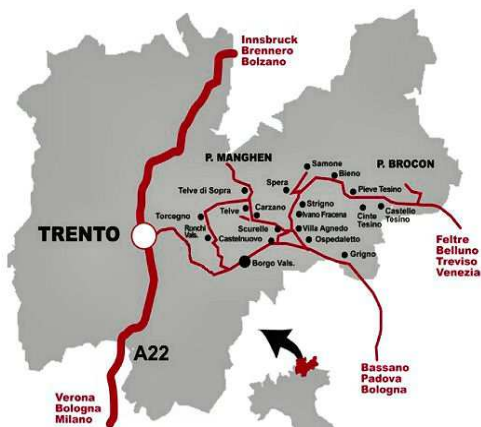 Innsbruck
Brennero
Bolzano
P. MANGHEN
Samone
P. BROCON
Bieno
Telve di Sopra
Spera
Pieve Tesino
Telve
Carzano
Strigno
Torcegno
Ivano Fracena
Cinte
Tesino
Castello
Tesino
TRENTO
Ronchi
Vals.
Scurelle
Villa Agnedo
Castelnuovo
Ospedaletto
Grigno
Borgo Vals.
Feltre
Belluno
Treviso
Venezia
A22
Bassano
Padova
Bologna
Verona
Bologna
Milano